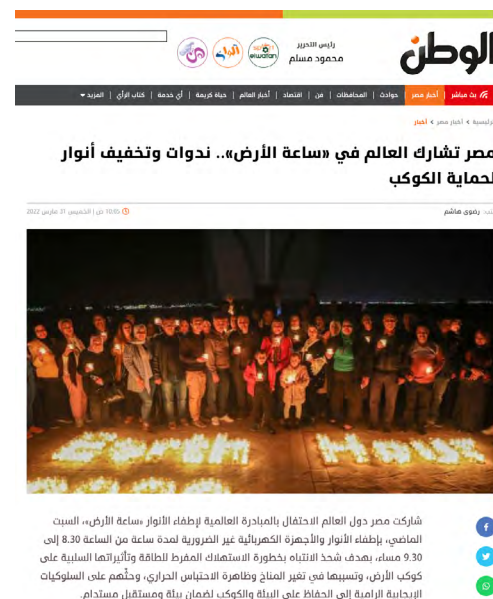 الوطن
رئيس التحرير
محمود مسلم
elwatan
بث مباشر | أخبار مصر | حوادث | المحافظات | فن | اقتصاد | أخبار العالم | حياة كريمة | أي خدمة | كتاب الرأي | المزيد
أخبار مصر > أخبار
مصر تشارك العالم في «ساعة الأرض».. ندوات وتخفيف أنوار
لحماية الكوكب
رضوى هاشم
10:05 ص | الخميس 31 مارس 2022
EARTH HOUR
شاركت مصر دول العالم الاحتفال بالمبادرة العالمية لإطفاء الأنوار «ساعة الأرض»، السبت
الماضي، بإطفاء الأنوار والأجهزة الكهربائية غير الضرورية لمدة ساعة من الساعة 8.30 إلى
9.30 مساء، بهدف شحذ الانتباه بخطورة الاستهلاك المفرط للطاقة وتأثيراتها السلبية على
كوكب الأرض، وتسببها في تغير المناخ وظاهرة الاحتباس الحراري، وحثّهم على السلوكيات
الإيجابية الرامية إلى الحفاظ على البيئة والكوكب لضمان بيئة ومستقبل مستدام.